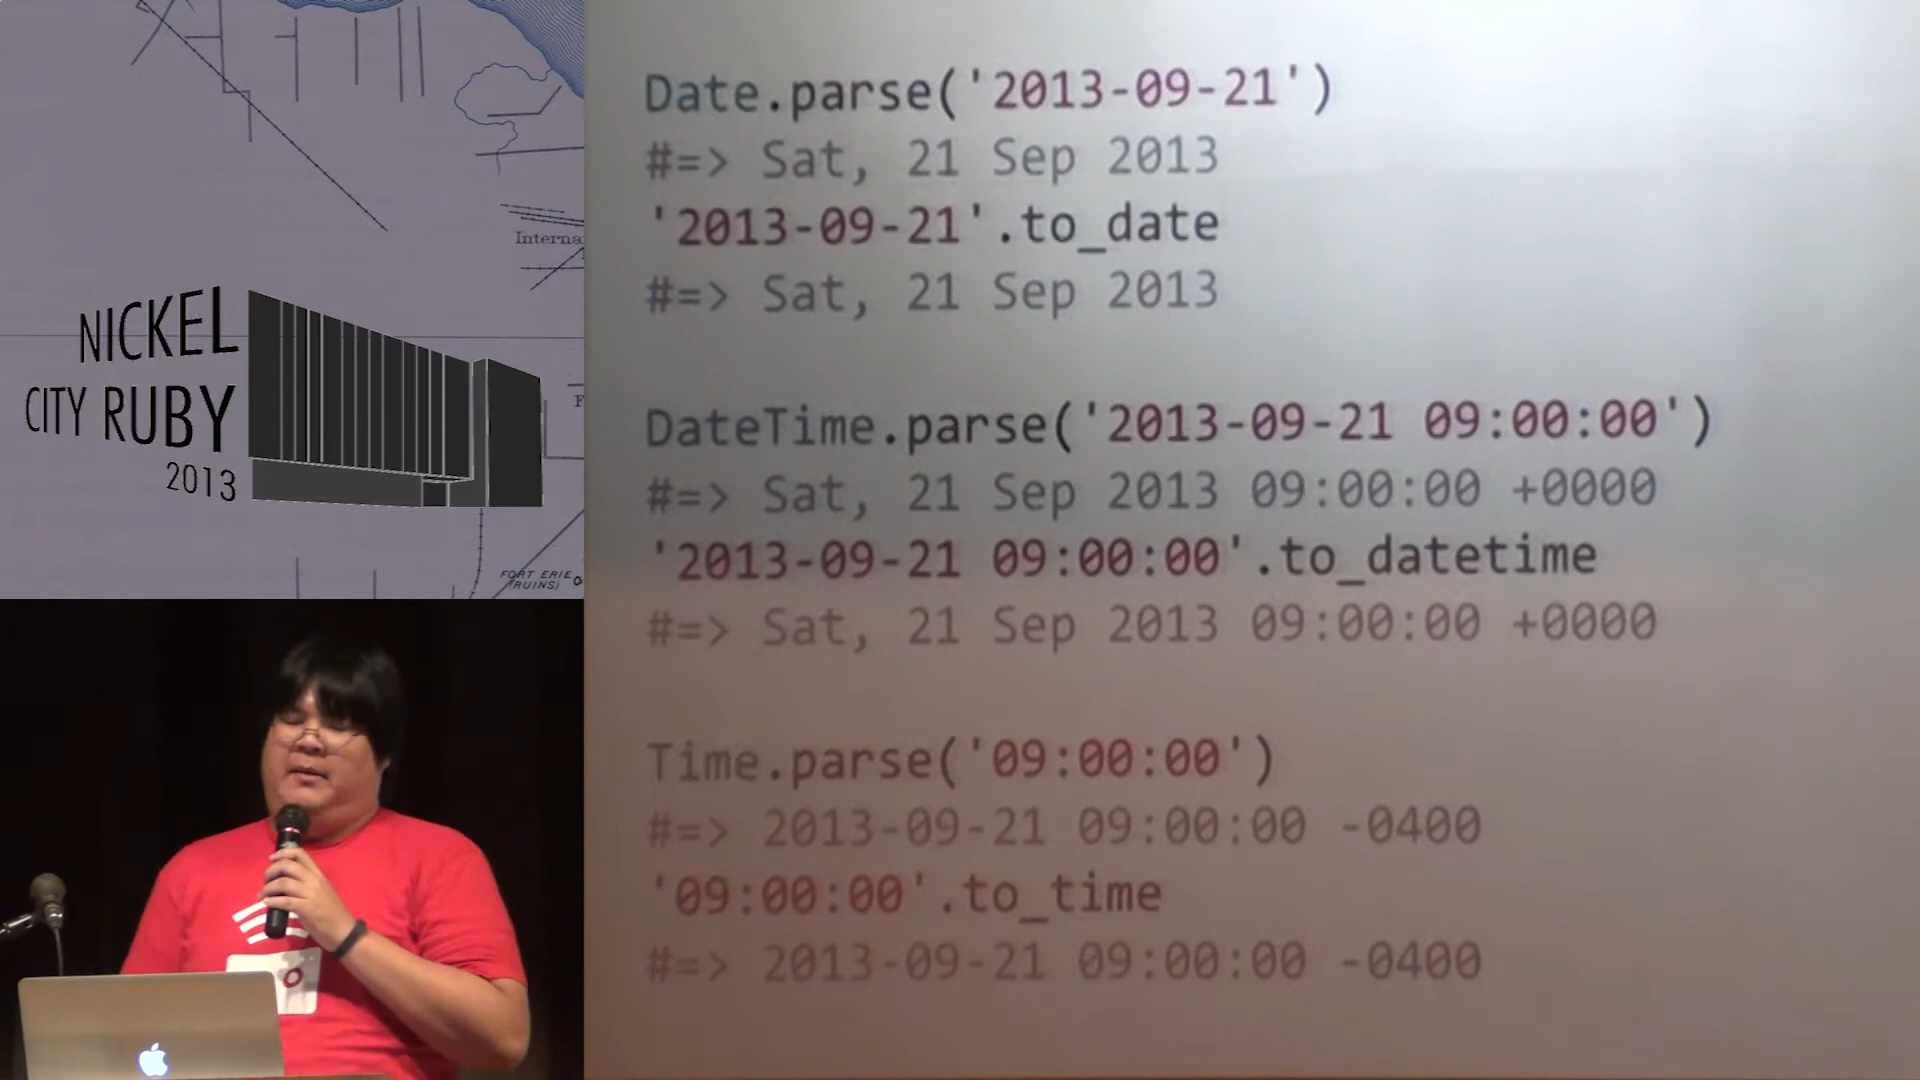 NICKEL
CITY RUBY
2013
Interna
F
FORT ERIE
(RUINS)
Date.parse('2013-09-21')
#=> Sat, 21 Sep 2013
'2013-09-21'.to_date
#=> Sat, 21 Sep 2013
DateTime.parse('2013-09-21 09:00:00')
#=> Sat, 21 Sep 2013 09:00:00 +0000
'2013-09-21 09:00:00'.to_datetime
#=> Sat, 21 Sep 2013 09:00:00 +0000
Time.parse('09:00:00')
#=> 2013-09-21 09:00:00 -0400
'09:00:00'.to_time
#=> 2013-09-21 09:00:00 -0400